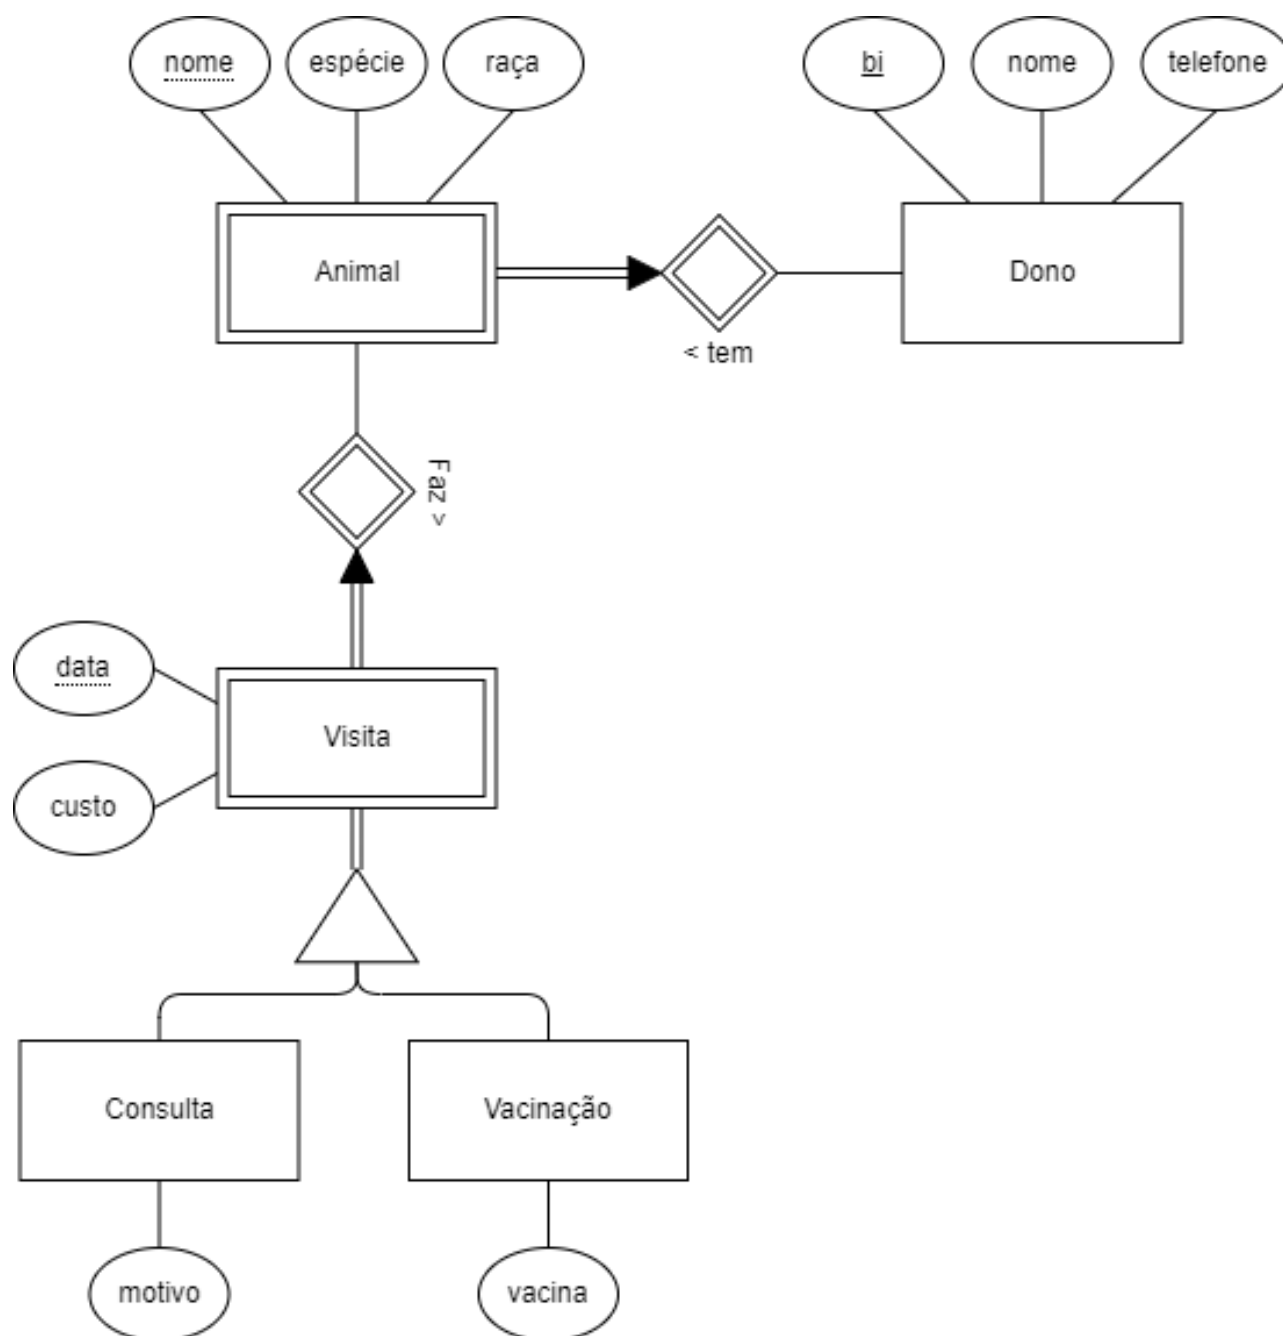 nome
espécie
raça
bi
nome
telefone
Animal
Dono
< tem
Faz >
data
Visita
custo
Consulta
Vacinação
motivo
vacina